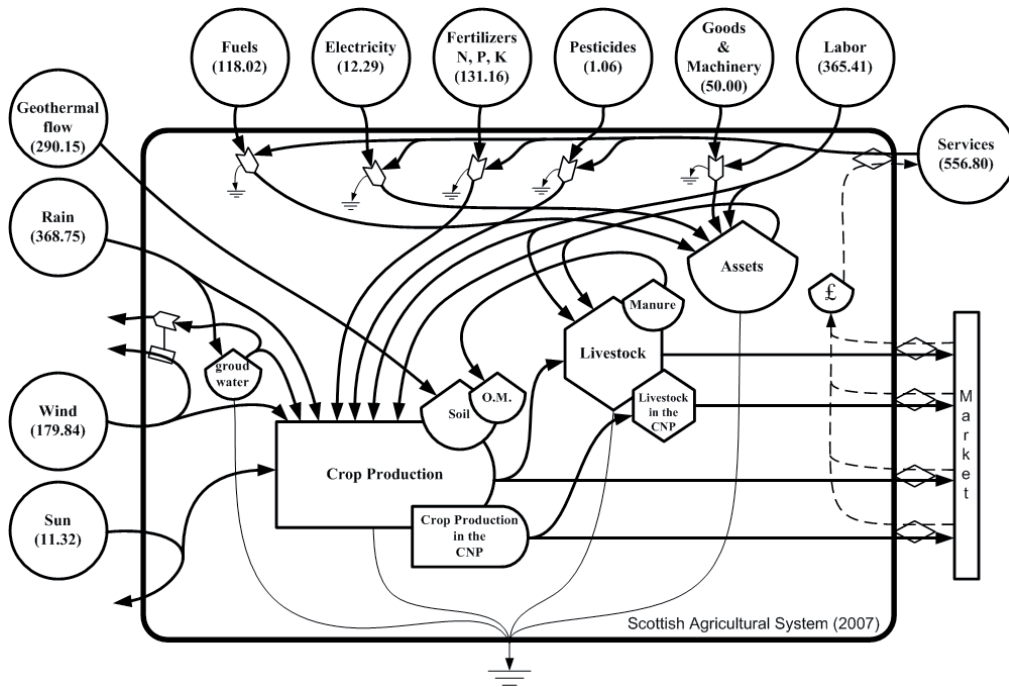 Fuels
(118.02)
Electricity
(12.29)
Fertilizers
N, P, K
(131.16)
Pesticides
(1.06)
Goods
&
Machinery
(50.00)
Labor
(365.41)
Geothermal
flow
(290.15)
Services
(556.80)
Rain
(368.75)
Assets
£
Manure
Livestock
groud
water
O.M.
Soil
Livestock
in the
CNP
Market
Wind
(179.84)
Crop Production
Sun
(11.32)
Crop Production
in the
CNP
Scottish Agricultural System (2007)